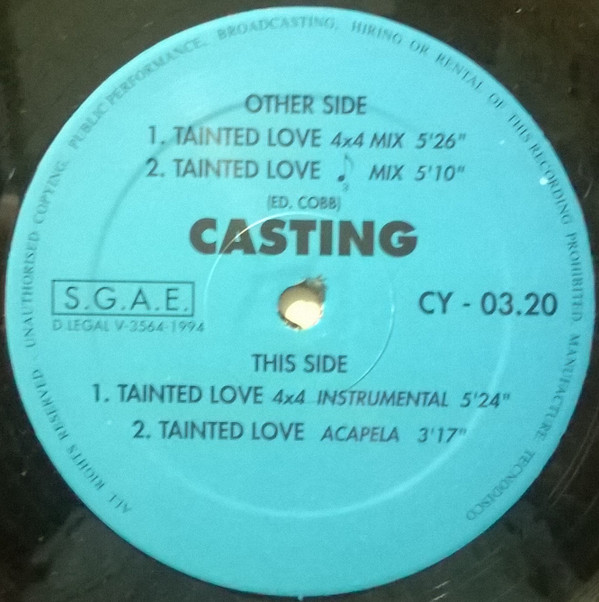 OTHER SIDE
1. TAINTED LOVE 4x4 MIX 5'26"
2. TAINTED LOVE ♪3 MIX 5'10"
(ED. COBB)
CASTING
S.G.A.E.
D.LEGAL V-3564-1994
CY - 03.20
THIS SIDE
1. TAINTED LOVE 4x4 INSTRUMENTAL 5'24"
2. TAINTED LOVE ACAPELA 3'17"
ALL RIGHTS RESERVED . UNAUTHORISED COPYING. PUBLIC PERFORMANCE. BROADCASTING, HIRING OR RENTAL OF THIS RECORDING PROHIBITED. MANUFACTURE: TECNODISCO